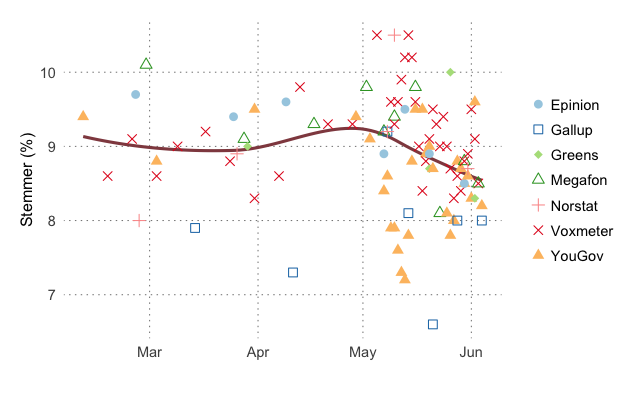 Stemmer (%)
10
9
8
7
Mar Apr May Jun
Epinion
Gallup
Greens
Megafon
Norstat
Voxmeter
YouGov